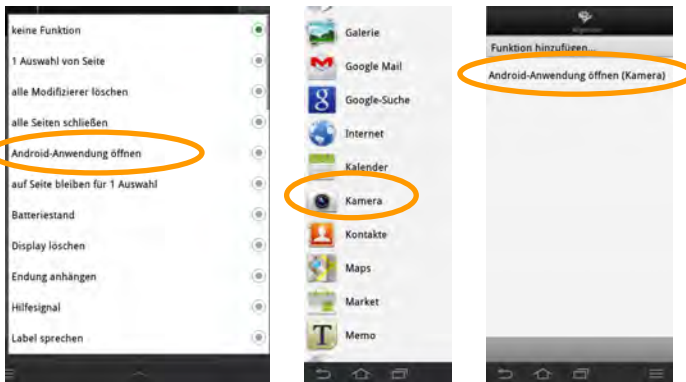 keine Funktion
1 Auswahl von Seite
alle Modifizierer löschen
alle Seiten schließen
Android-Anwendung öffnen
auf Seite bleiben für 1 Auswahl
Batteriestand
Display löschen
Endung anhängen
Hilfesignal
Label sprechen
Galerie
Google Mail
Google-Suche
Internet
Kalender
Kamera
Kontakte
Maps
Market
Memo
Funktion hinzufügen...
Android-Anwendung öffnen (Kamera)